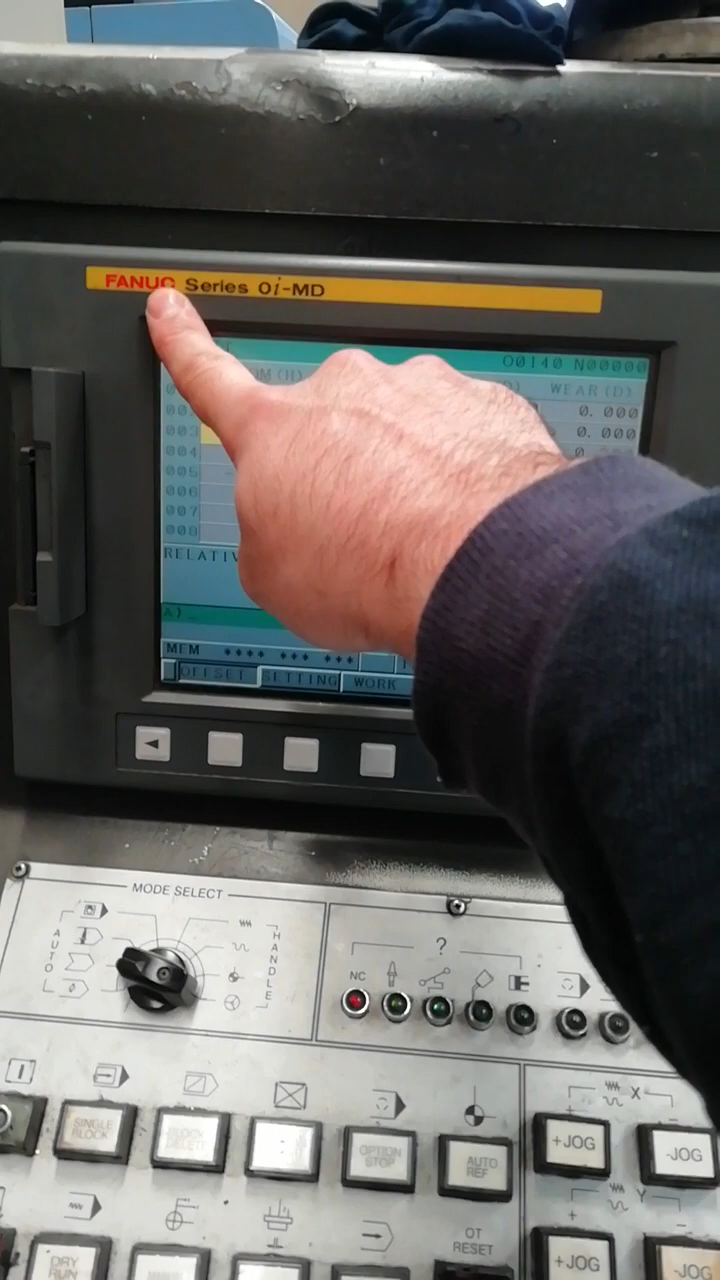 FANUC Series 0i-MD
O0140 N00000
WEAR(D)
0.000
003 0.000
004
005
006
007
008
RELATIV
A)_
MEM **** *** ***
OFFSET SETTING WORK
MODE SELECT
AUTO
HANDLE
?
NC
X
SINGLE BLOCK
BLOCK DELETE
OPTION STOP
AUTO REF
+JOG
-JOG
Y
OT RESET
DRY RUN
+JOG
-JOG